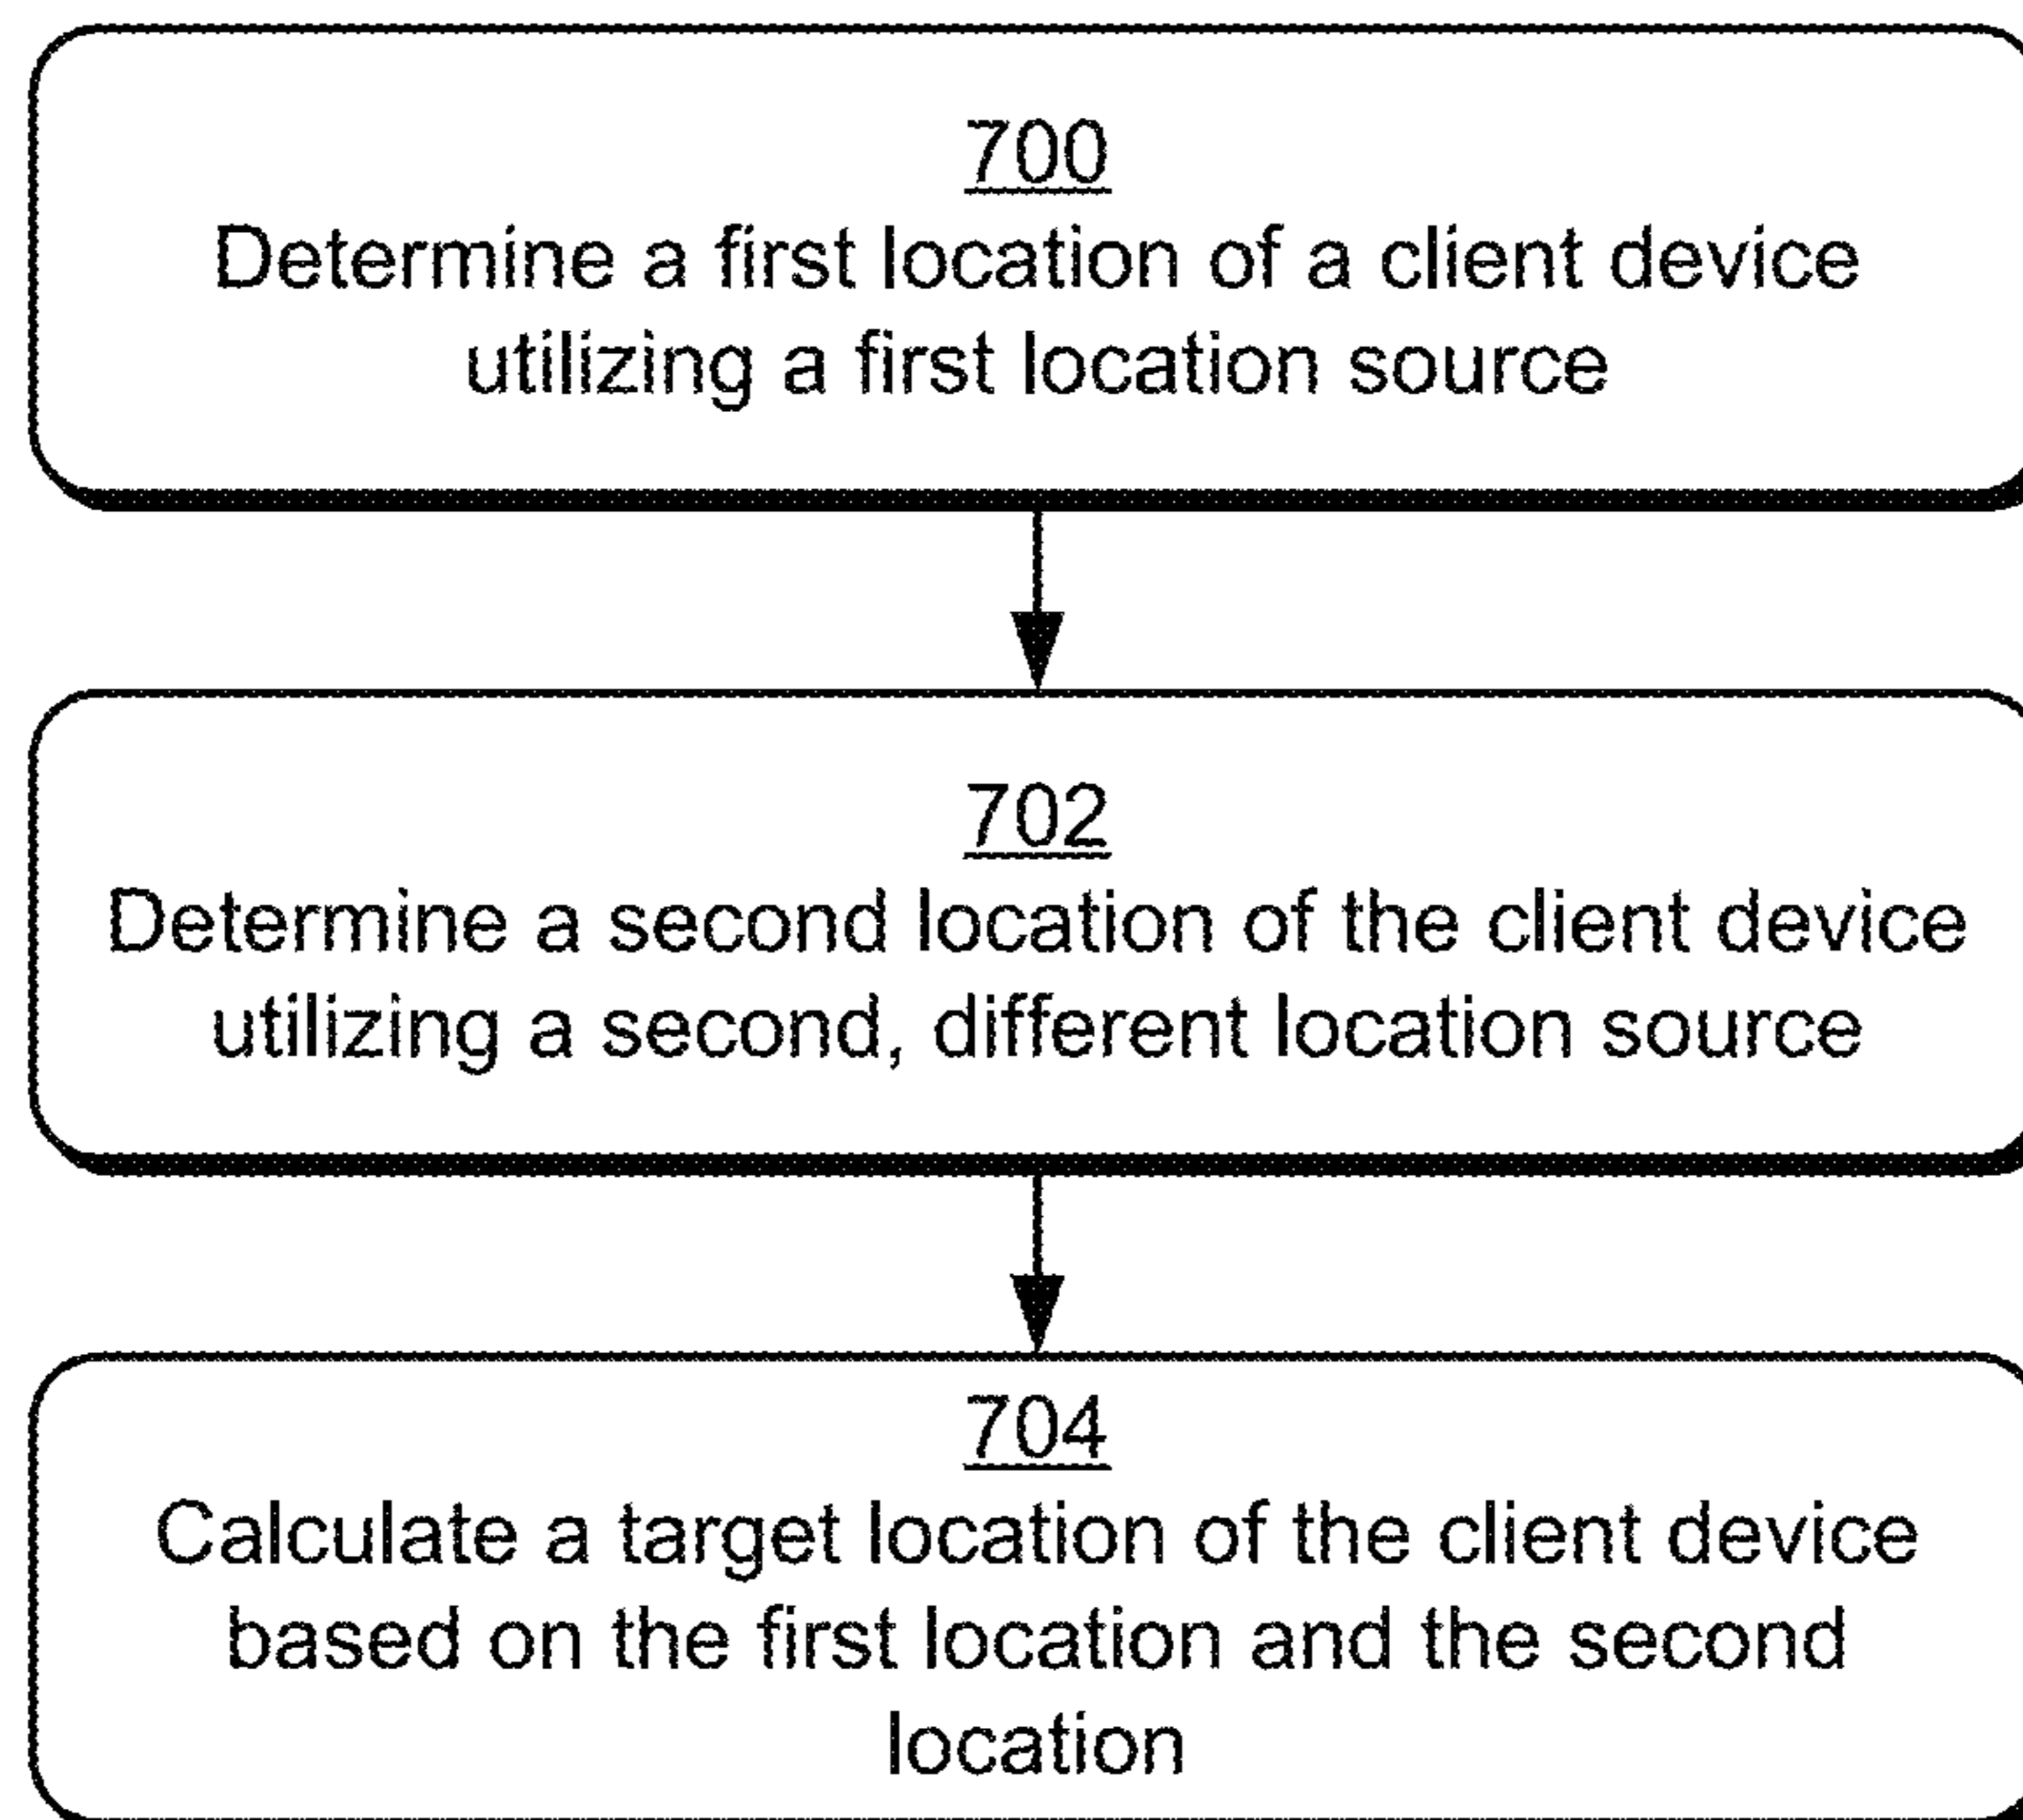 700
Determine a first location of a client device
utilizing a first location source
702
Determine a second location of the client device
utilizing a second, different location source
704
Calculate a target location of the client device
based on the first location and the second
location